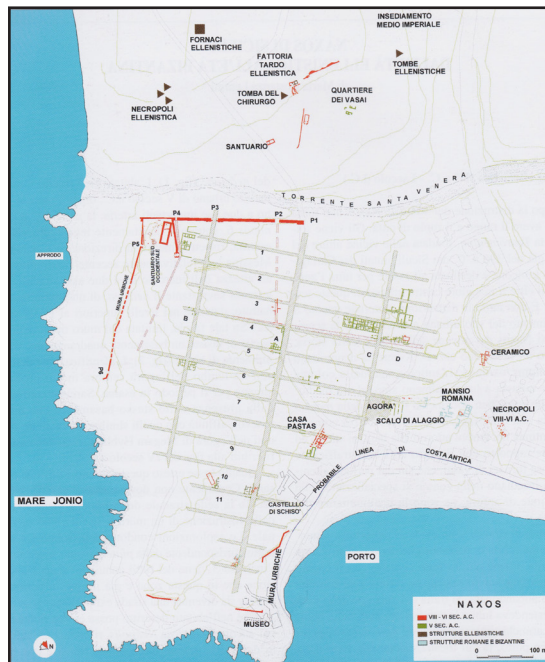 INSEDIAMENTO
MEDIO IMPERIALE
FORNACI
ELLENISTICHE
FATTORIA
TARDO
ELLENISTICA
TOMBE
ELLENISTICHE
TOMBA DEL
CHIRURGO
QUARTIERE
DEI VASAI
NECROPOLI
ELLENISTICA
SANTUARIO
TORRENTE SANTA VENERA
P4
P3
P2
P1
P5
SANTUARIO SUD
OCCIDENTALE
APPRODO
MURA URBICHE
P6
1
2
3
B
4
A
5
C
D
6
CERAMICO
7
MANSIO
ROMANA
AGORA'
NECROPOLI
VIII-VI A.C.
SCALO DI ALAGGIO
CASA
PASTAS
8
9
10
11
PROBABILE LINEA DI COSTA ANTICA
MARE JONIO
CASTELLLO
DI SCHISO'
PORTO
MURA URBICHE
MUSEO
N
NAXOS
VIII - VI SEC. A.C.
V SEC. A.C.
STRUTTURE ELLENISTICHE
STRUTTURE ROMANE E BIZANTINE
0 100 m